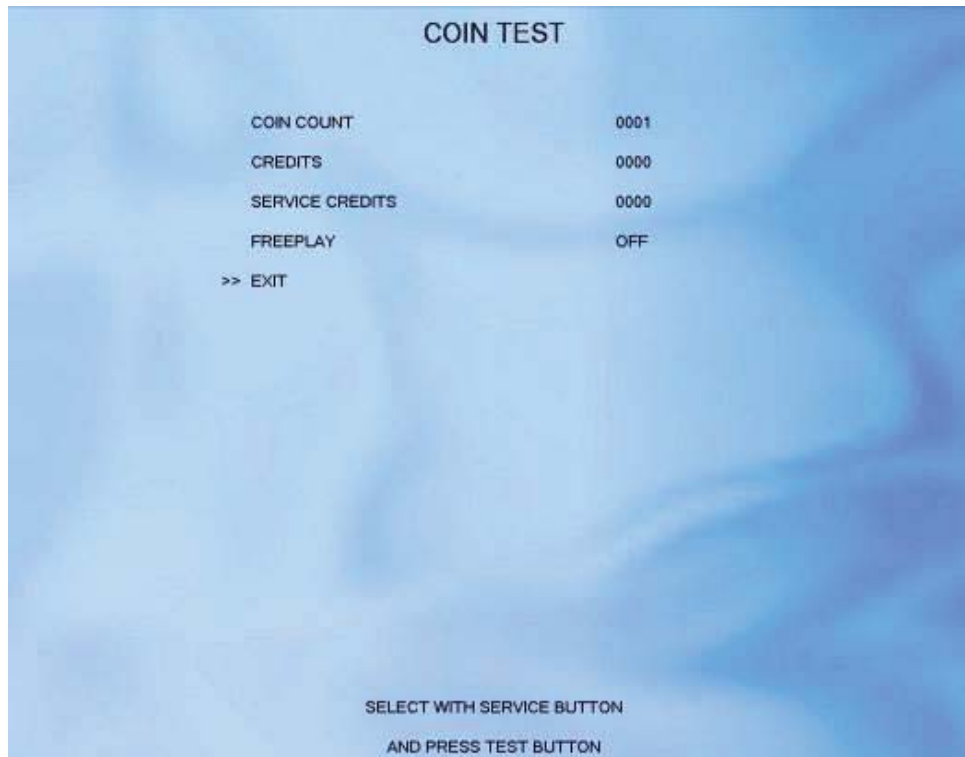 COIN TEST
COIN COUNT 0001
CREDITS 0000
SERVICE CREDITS 0000
FREEPLAY OFF
>> EXIT
SELECT WITH SERVICE BUTTON
AND PRESS TEST BUTTON